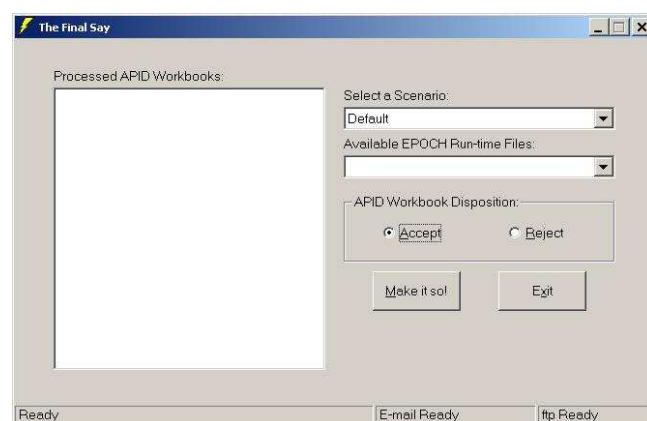 The Final Say
Processed APID Workbooks:
Select a Scenario:
Default
Available EPOCH Run-time Files:
APID Workbook Disposition:
Accept Reject
Make it so! Exit
Ready E-mail Ready ftp Ready